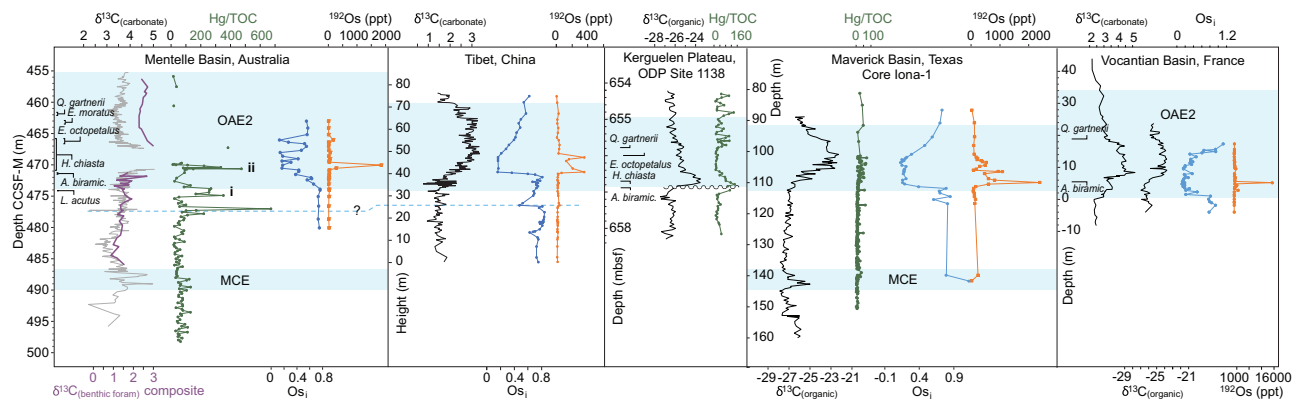 δ13C(carbonate) Hg/TOC 192Os (ppt) δ13C(carbonate) 192Os (ppt) δ13C(organic) Hg/TOC Hg/TOC 192Os (ppt) δ13C(carbonate) Osi
2 3 4 5 0 200 400 600 0 1000 2000 1 2 3 0 400 -28 -26 -24 0 160 0 100 0 1000 2000 2 3 4 5 0 1.2
Mentelle Basin, Australia
Tibet, China
Kerguelen Plateau,
ODP Site 1138
Maverick Basin, Texas
Core Iona-1
Vocantian Basin, France
Depth CCSF-M (m)
455
460
465
470
475
480
485
490
495
500
Q. gartnerii
E. moratus
E. octopetalus
H. chiasta
A. biramic.
L. acutus
OAE2
ii
i
?
MCE
80
70
60
50
40
30
20
10
0
Height (m)
654
655
658
Q. gartnerii
E. octopetalus
H. chiasta
A. biramic.
Depth (mbsf)
Depth (m)
80
90
100
110
120
130
140
150
160
MCE
40
30
20
10
0
-10
Depth (m)
OAE2
Q. gartnerii
A. biramic.
0 1 2 3 0 0.4 0.8 0 0.4 0.8 -29 -27 -25 -23 -21 -0.1 0.4 0.9 -29 -25 -21 1000 16000
δ13C(benthic foram) composite Osi Osi δ13C(organic) Osi δ13C(organic) 192Os (ppt)